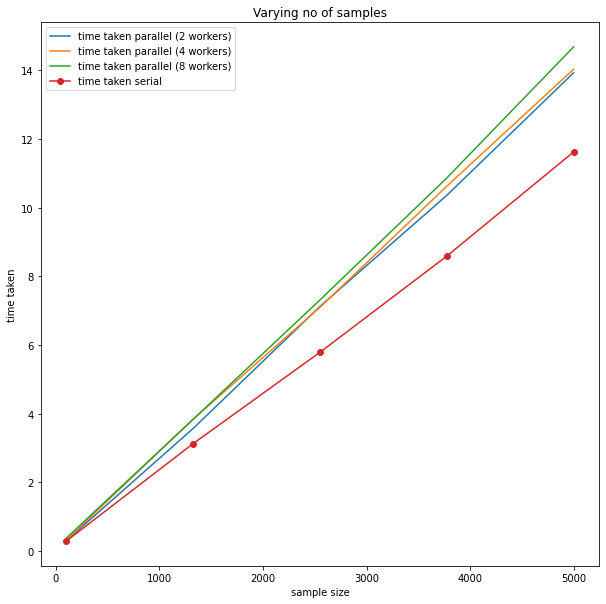 Varying no of samples
time taken parallel (2 workers)
time taken parallel (4 workers)
time taken parallel (8 workers)
time taken serial
time taken
14
12
10
8
6
4
2
0
0 1000 2000 3000 4000 5000
sample size